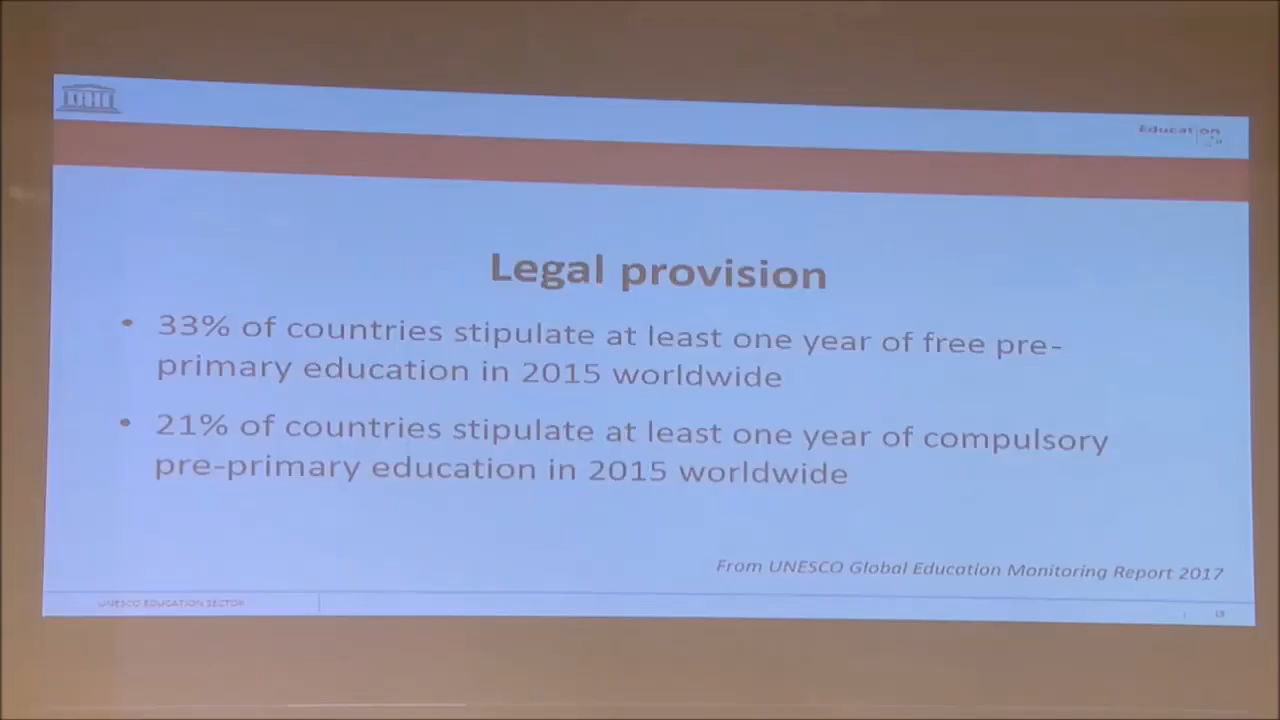 Education
Legal provision
• 33% of countries stipulate at least one year of free pre-
primary education in 2015 worldwide
• 21% of countries stipulate at least one year of compulsory
pre-primary education in 2015 worldwide
From UNESCO Global Education Monitoring Report 2017
UNESCO EDUCATION SECTOR